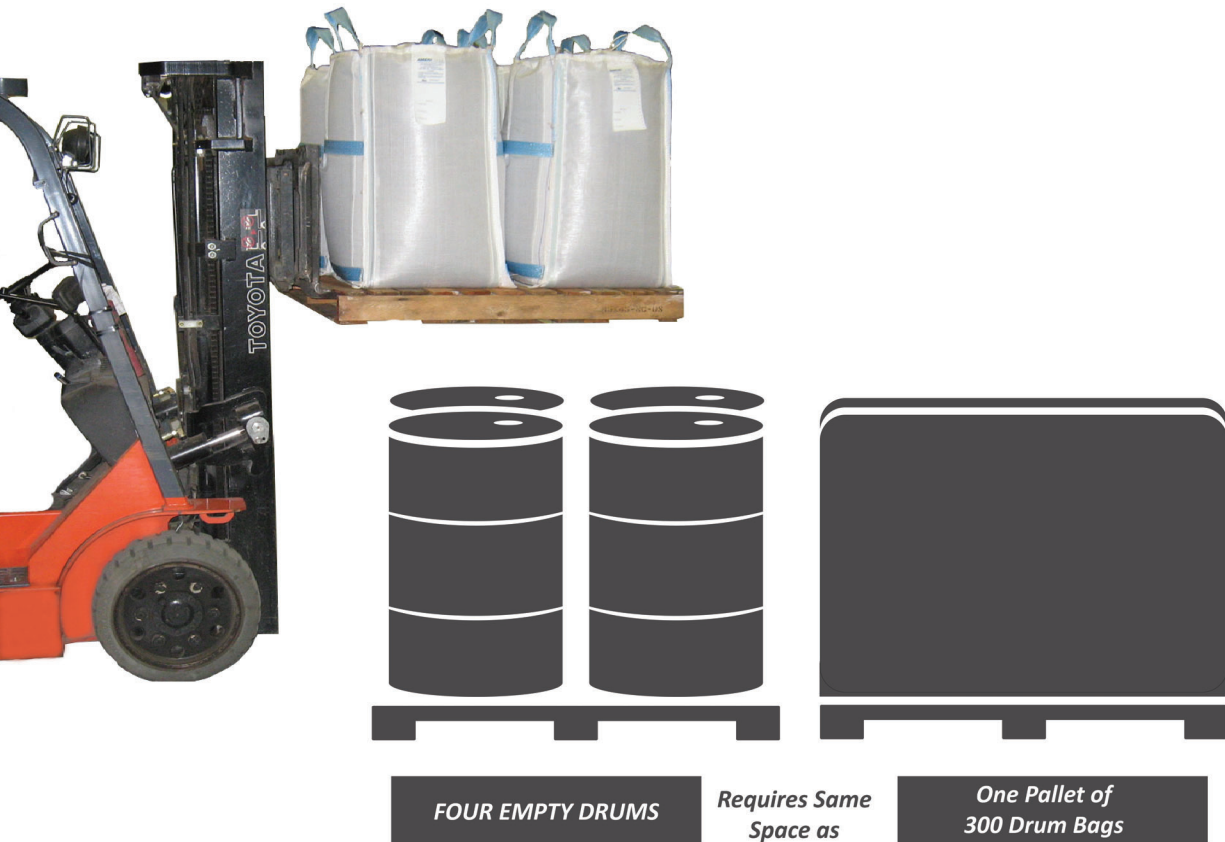 TOYOTA
FOUR EMPTY DRUMS
Requires Same
Space as
One Pallet of
300 Drum Bags